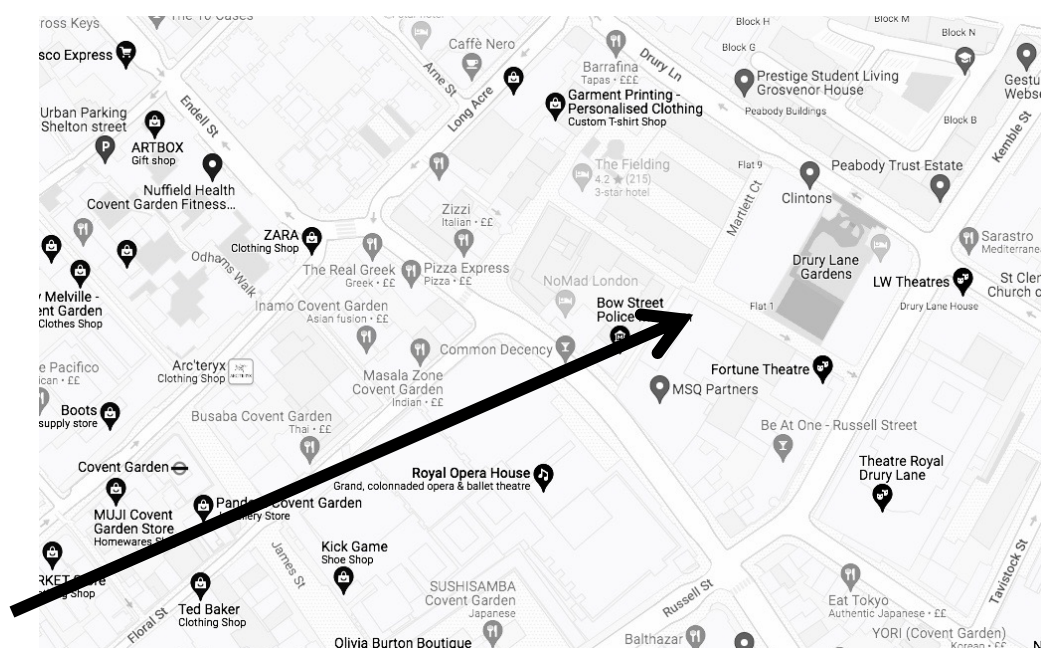 ross Keys
The 10 Cases
sco Express
Caffè Nero
Arne St
Long Acre
Endell St
Urban Parking
Shelton street
P
ARTBOX
Gift shop
Nuffield Health
Covent Garden Fitness...
Barrafina
Tapas · £££
Drury Ln
Garment Printing -
Personalised Clothing
Custom T-shirt Shop
Block H
Block G
Block M
Block N
Prestige Student Living
Grosvenor House
Peabody Buildings
Block B
Gestu
Webse
Kemble St
The Fielding
4.2 ★ (215)
3-star hotel
Flat 9
Martlett Ct
Clintons
Peabody Trust Estate
ZARA
Clothing Shop
Zizzi
Italian · ££
The Real Greek
Greek · ££
Pizza Express
Pizza · ££
Odhams Walk
Drury Lane
Gardens
Sarastro
Mediterranea
LW Theatres
St Cler
Church o
Drury Lane House
y Melville -
ent Garden
Clothes Shop
Inamo Covent Garden
Asian fusion · ££
NoMad London
Bow Street
Police
Flat 1
Common Decency
e Pacifico
ican · ££
Arc'teryx
Clothing Shop
ARC'TERYX
Masala Zone
Covent Garden
Indian · ££
MSQ Partners
Fortune Theatre
Boots
supply store
Busaba Covent Garden
Thai · ££
Be At One - Russell Street
Covent Garden
Royal Opera House
Grand, colonnaded opera & ballet theatre
Theatre Royal
Drury Lane
MUJI Covent
Garden Store
Homewares
Covent Garden
Store
Kick Game
Shoe Shop
James St
Shop
Ted Baker
Clothing Shop
Floral St
SUSHISAMBA
Covent Garden
Japanese
Russell St
Tavistock St
Eat Tokyo
Authentic Japanese · ££
Olivia Burton Boutique
Balthazar
YORI (Covent Garden)
Korean · ££
N